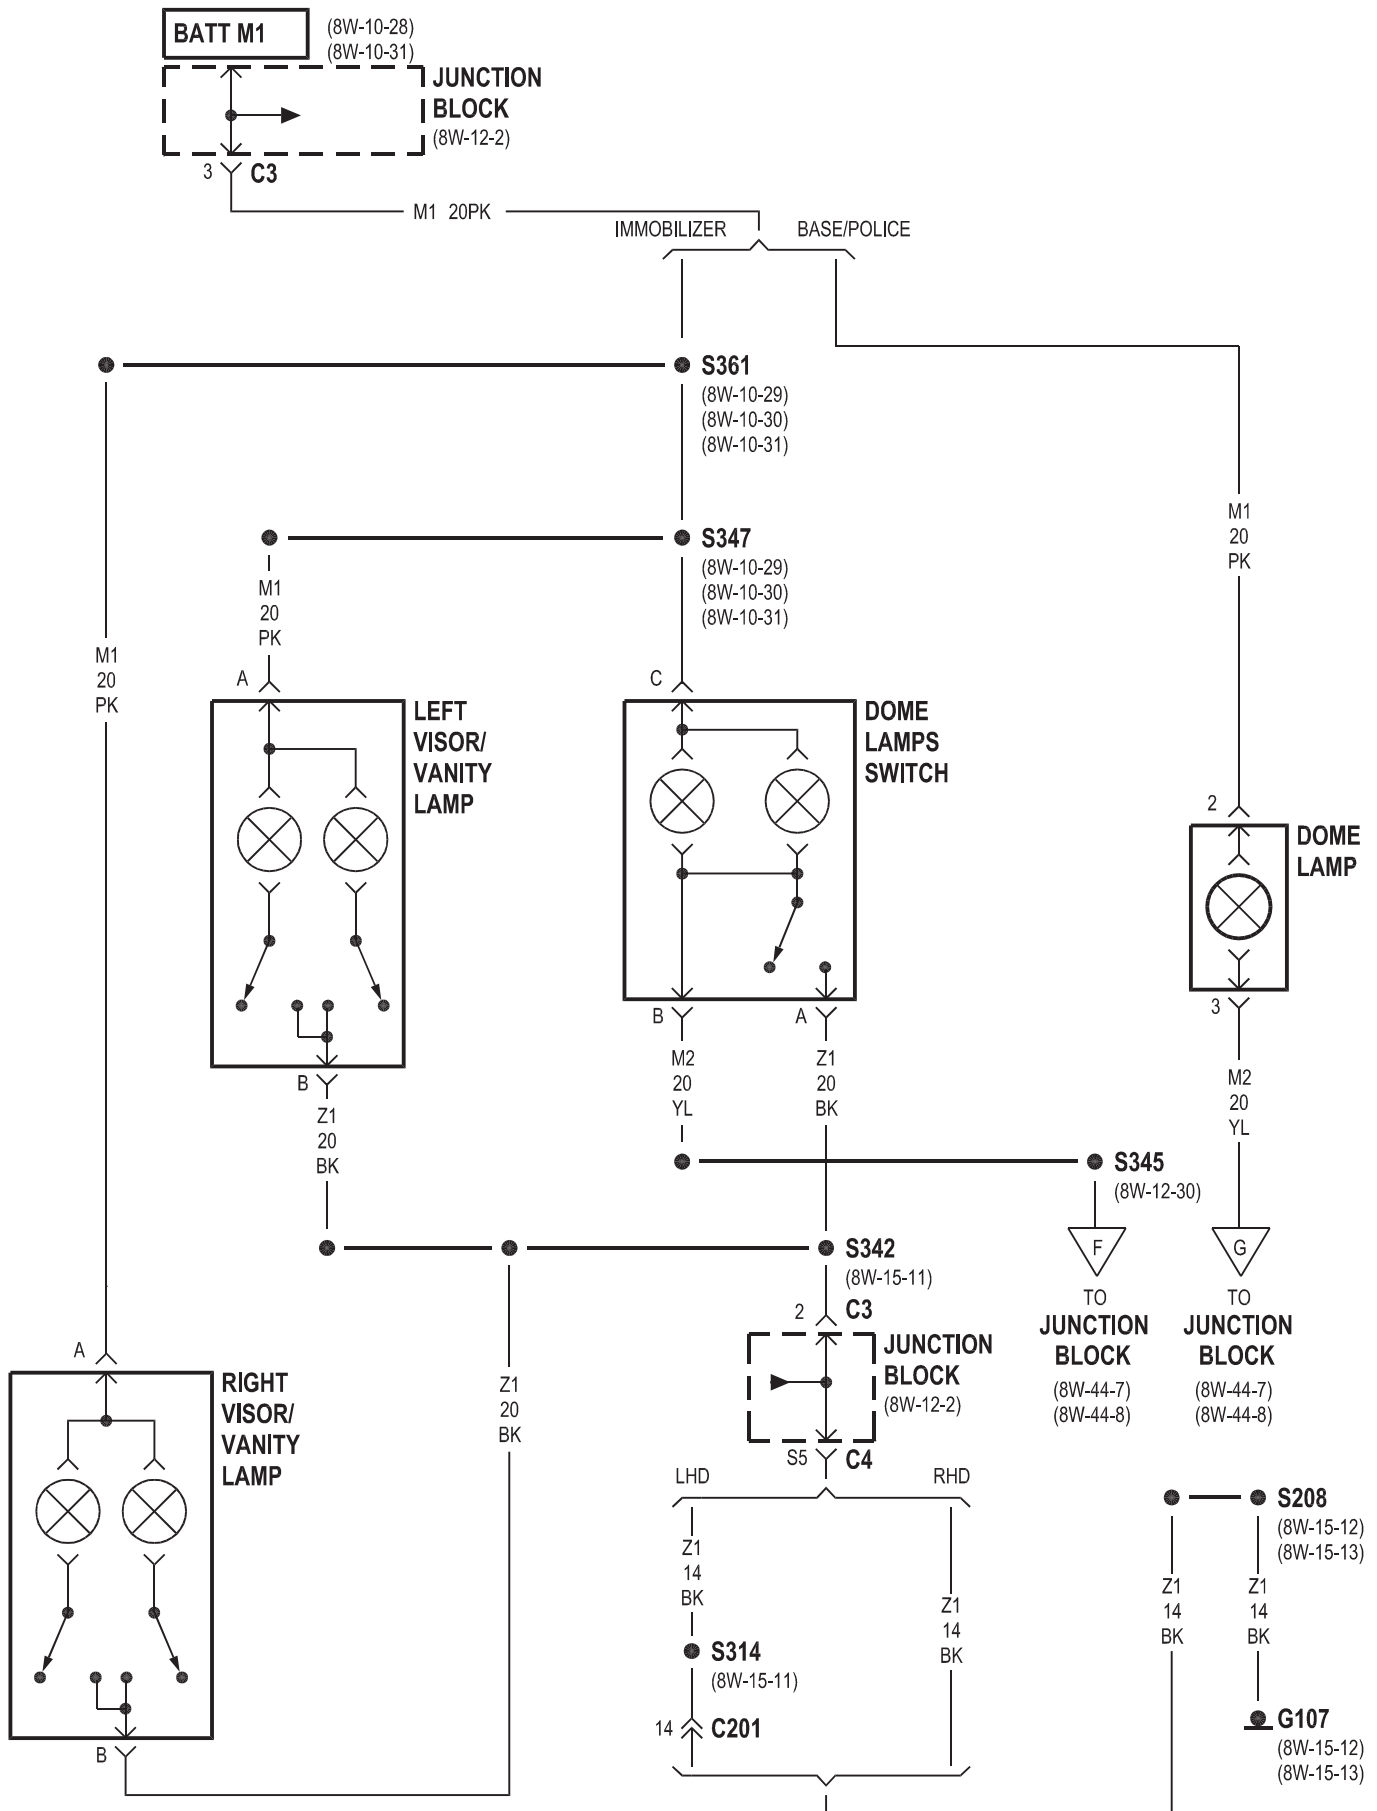 BATT M1
(8W-10-28)
(8W-10-31)
JUNCTION
BLOCK
(8W-12-2)
3
C3
M1 20PK
IMMOBILIZER
BASE/POLICE
S361
(8W-10-29)
(8W-10-30)
(8W-10-31)
M1
20
PK
S347
(8W-10-29)
(8W-10-30)
(8W-10-31)
M1
20
PK
M1
20
PK
A
LEFT
VISOR/
VANITY
LAMP
C
DOME
LAMPS
SWITCH
2
DOME
LAMP
3
B
A
M2
20
YL
Z1
20
BK
M2
20
YL
B
Z1
20
BK
S345
(8W-12-30)
S342
(8W-15-11)
F
G
TO
JUNCTION
BLOCK
(8W-44-7)
(8W-44-8)
TO
JUNCTION
BLOCK
(8W-44-7)
(8W-44-8)
2
C3
JUNCTION
BLOCK
(8W-12-2)
S5
C4
A
RIGHT
VISOR/
VANITY
LAMP
Z1
20
BK
LHD
RHD
S208
(8W-15-12)
(8W-15-13)
Z1
14
BK
Z1
14
BK
Z1
14
BK
Z1
14
BK
S314
(8W-15-11)
14
C201
G107
(8W-15-12)
(8W-15-13)
B